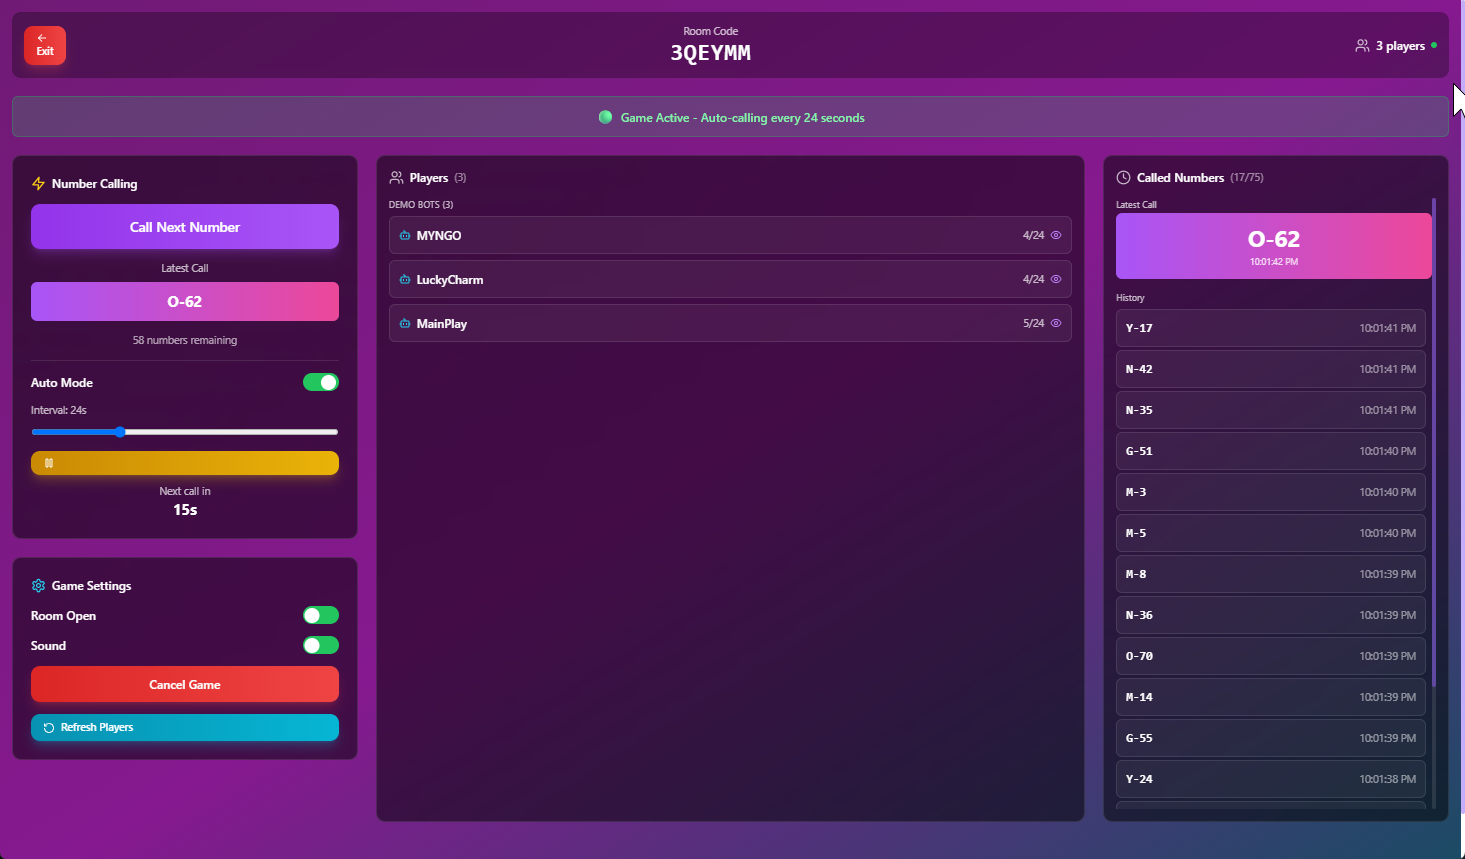 Exit
Room Code
3QEYMM
3 players
Game Active - Auto-calling every 24 seconds
Number Calling
Call Next Number
Latest Call
O-62
58 numbers remaining
Auto Mode
Interval: 24s
Next call in
15s
Game Settings
Room Open
Sound
Cancel Game
Refresh Players
Players (3)
DEMO BOTS (3)
MYNGO 4/24
LuckyCharm 4/24
MainPlay 5/24
Called Numbers (17/75)
Latest Call
O-62
10:01:42 PM
History
Y-17 10:01:41 PM
N-42 10:01:41 PM
N-35 10:01:41 PM
G-51 10:01:40 PM
M-3 10:01:40 PM
M-5 10:01:40 PM
M-8 10:01:39 PM
N-36 10:01:39 PM
O-70 10:01:39 PM
M-14 10:01:39 PM
G-55 10:01:39 PM
Y-24 10:01:38 PM